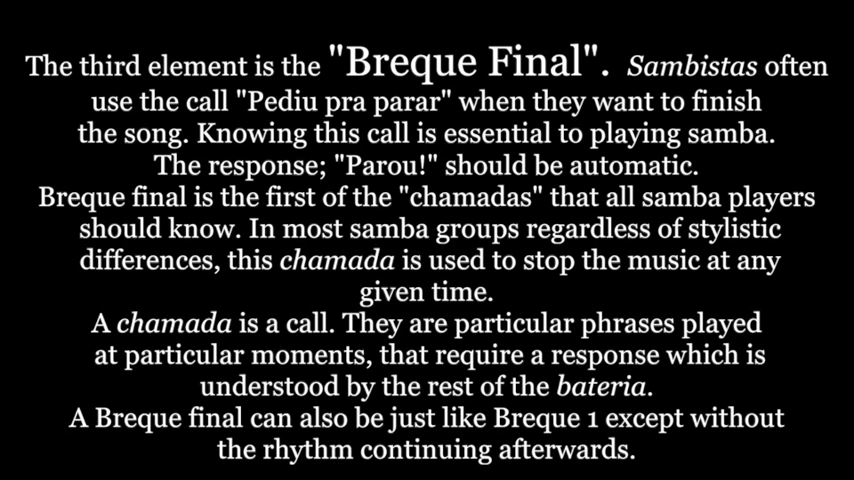 The third element is the "Breque Final". Sambistas often
use the call "Pediu pra parar" when they want to finish
the song. Knowing this call is essential to playing samba.
The response; "Parou!" should be automatic.
Breque final is the first of the "chamadas" that all samba players
should know. In most samba groups regardless of stylistic
differences, this chamada is used to stop the music at any
given time.
A chamada is a call. They are particular phrases played
at particular moments, that require a response which is
understood by the rest of the bateria.
A Breque final can also be just like Breque 1 except without
the rhythm continuing afterwards.